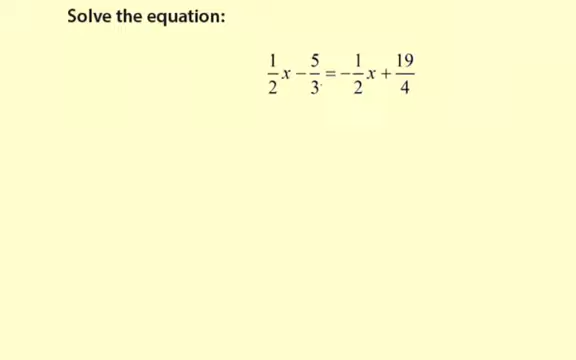 Solve the equation:
1/2 x − 5/3 = − 1/2 x + 19/4